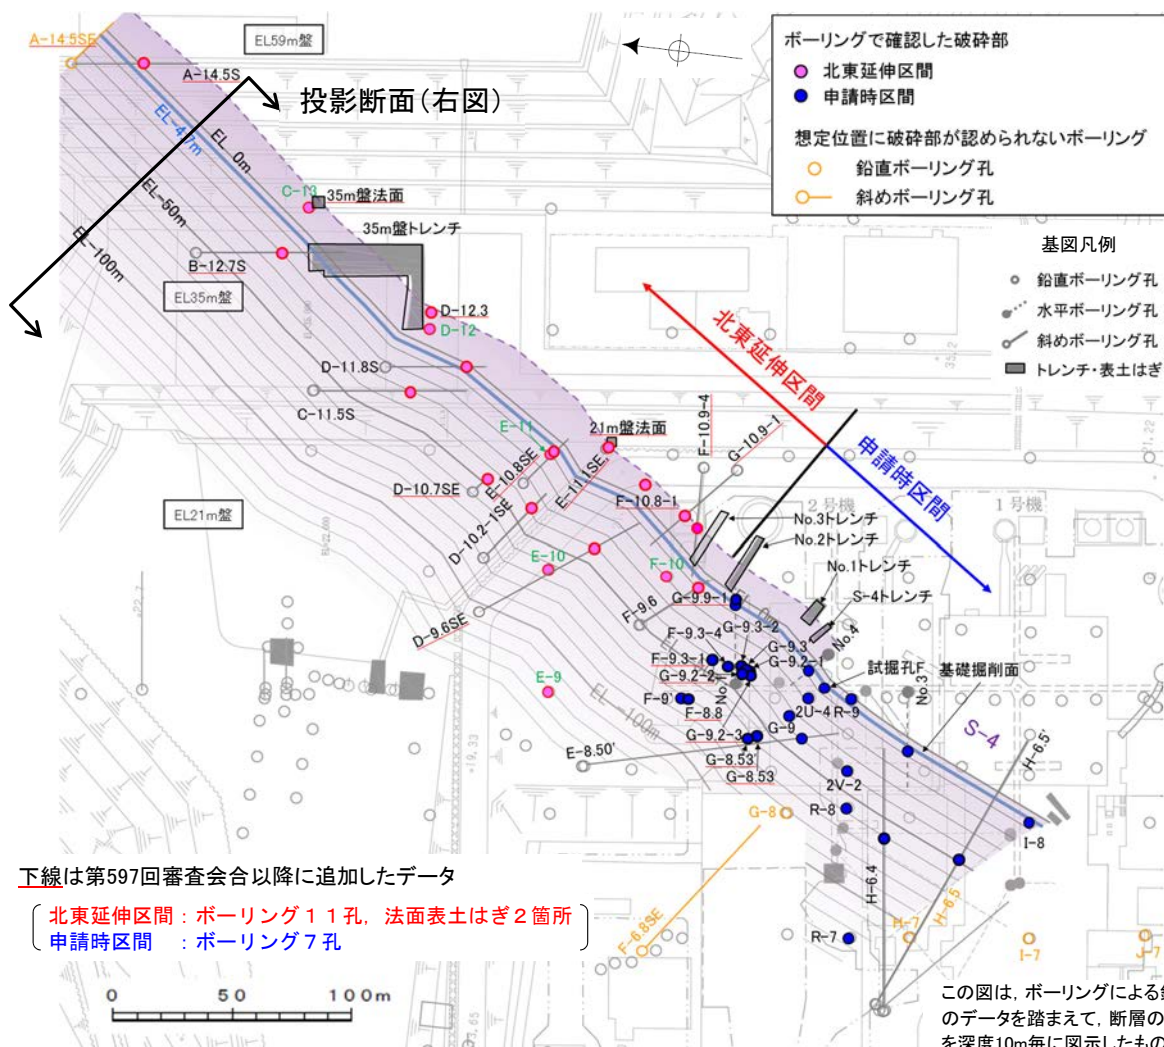 A-14.5SE
EL59m盤
A-14.5S
投影断面(右図)
EL-4.7m
EL 0m
EL-50m
EL-100m
C-13
35m盤法面
35m盤トレンチ
B-12.7S
EL35m盤
D-12.3
D-12
D-11.8S
C-11.5S
E-11
21m盤法面
D-10.7SE
E-10.8SE
E-11.1SE
F-10.9-4
G-10.9-1
F-10.8-1
D-10.2-1SE
EL21m盤
E-10
F-10
D-9.6SE
F-9.6
G-9.9-1
No.3トレンチ
No.2トレンチ
No.1トレンチ
S-4トレンチ
2号機
1号機
北東延伸区間
申請時区間
F-9.3-4
G-9.3-2
G-9.3
G-9.2-1
F-9.3-1
G-9.2-2
No.4
試掘孔F
基礎掘削面
E-9
F-9'
F-8.8
2U-4
R-9
No.3
S-4
G-9
G-9.2-3
EL-100m
E-8.50'
G-8.53'
G-8.53
2V-2
R-8
G-8
H-6.5'
I-8
H-6.4
H-6.5
F-6.8SE
R-7
H-7
I-7
J-7
ボーリングで確認した破砕部
北東延伸区間
申請時区間
想定位置に破砕部が認められないボーリング
鉛直ボーリング孔
斜めボーリング孔
基図凡例
鉛直ボーリング孔
水平ボーリング孔
斜めボーリング孔
トレンチ・表土はぎ
下線は第597回審査会合以降に追加したデータ
北東延伸区間:ボーリング11孔,法面表土はぎ2箇所
申請時区間 :ボーリング7孔
0 50 100m
この図は,ボーリングによる
のデータを踏まえて,断層の
を深度10m毎に図示したもの